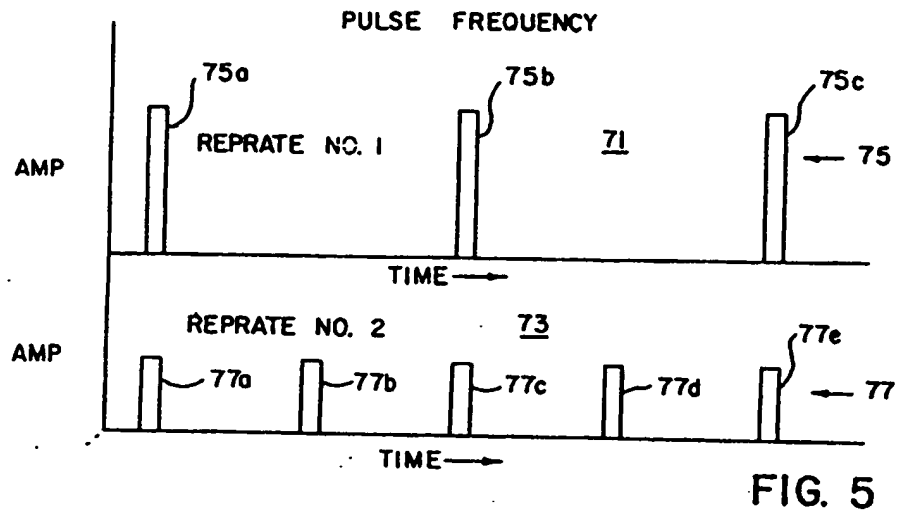 PULSE FREQUENCY
75a
75b
75c
REPRATE NO. 1
71
AMP
75
TIME
REPRATE NO. 2
73
77e
AMP
77a
77b
77c
77d
77
TIME
FIG. 5